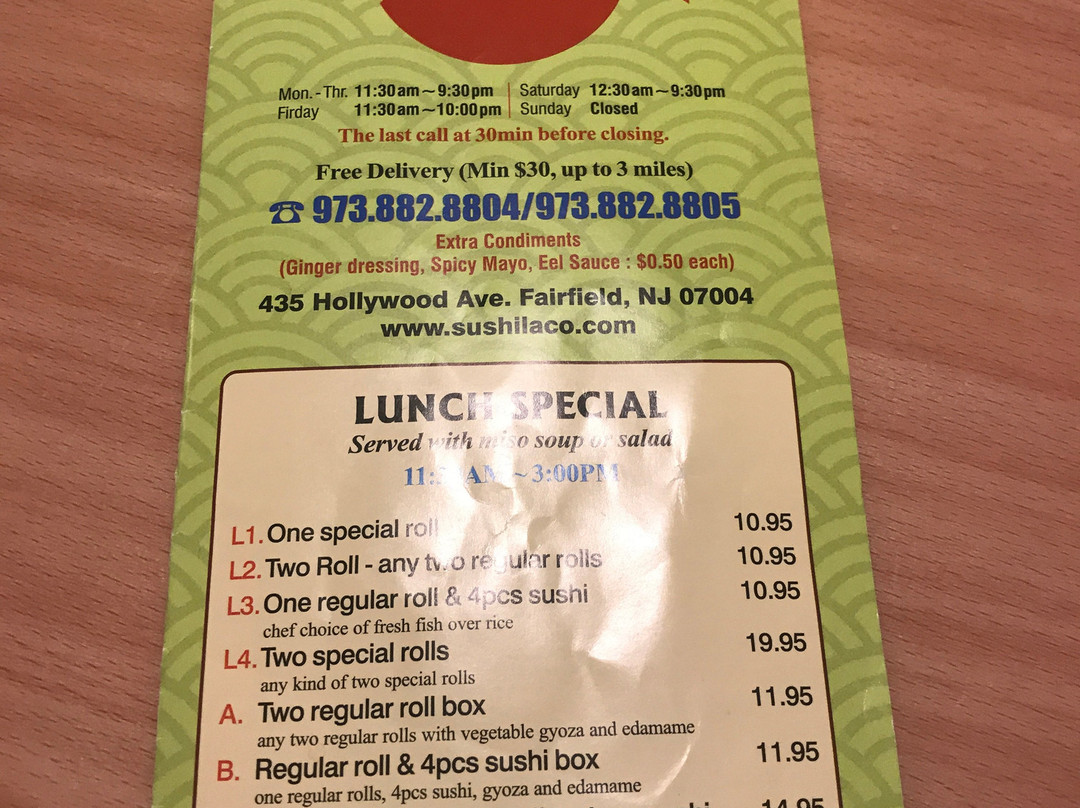 Mon. - Thr. 11:30am~9:30pm | Saturday 12:30am~9:30pm
Firday 11:30am~10:00pm | Sunday Closed
The last call at 30min before closing.
Free Delivery (Min $30, up to 3 miles)
☎ 973.882.8804/973.882.8805
Extra Condiments
(Ginger dressing, Spicy Mayo, Eel Sauce : $0.50 each)
435 Hollywood Ave. Fairfield, NJ 07004
www.sushilaco.com
LUNCH SPECIAL
Served with miso soup or salad
~3:00PM
L1. One special roll 10.95
L2. Two Roll - any two regular rolls 10.95
L3. One regular roll & 4pcs sushi 10.95
chef choice of fresh fish over rice
L4. Two special rolls 19.95
any kind of two special rolls
A. Two regular roll box 11.95
any two regular rolls with vegetable gyoza and edamame
B. Regular roll & 4pcs sushi box 11.95
one regular rolls, 4pcs sushi, gyoza and edamame
14.95